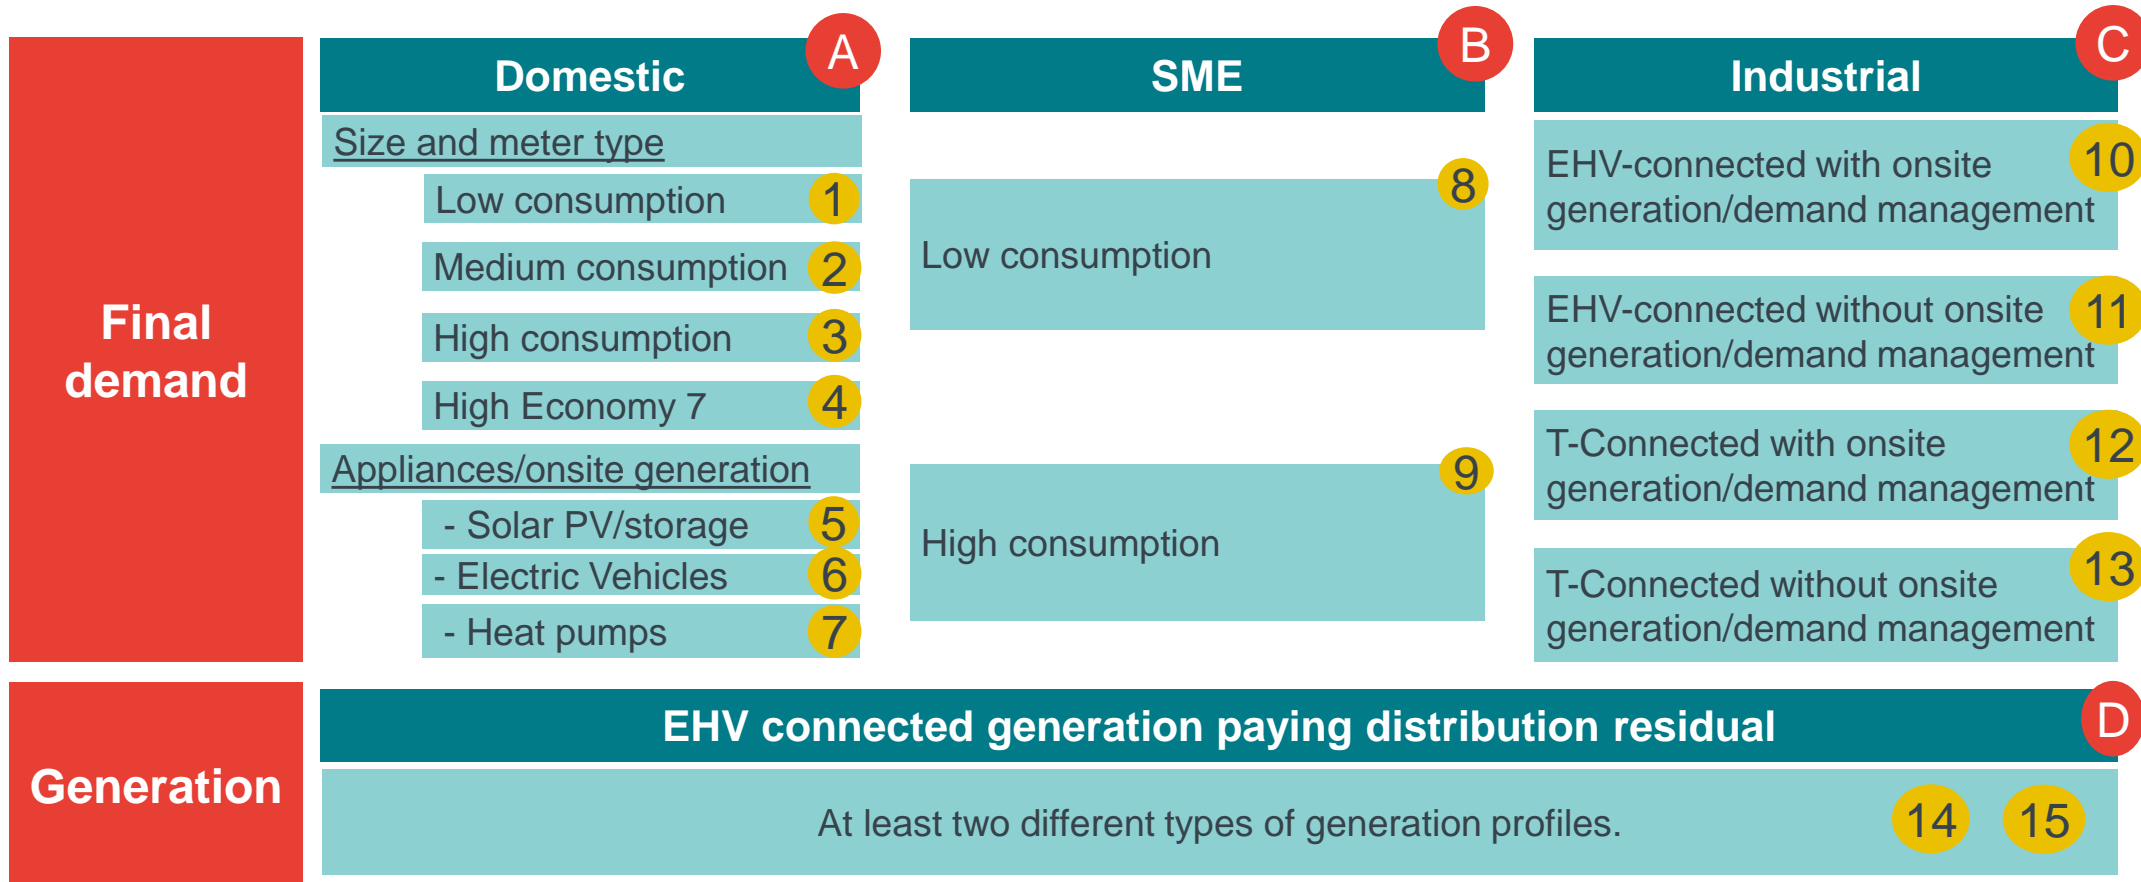 Final
demand
Domestic
A
Size and meter type
Low consumption
1
Medium consumption
2
High consumption
3
High Economy 7
4
Appliances/onsite generation
- Solar PV/storage
5
- Electric Vehicles
6
- Heat pumps
7
SME
B
Low consumption
8
High consumption
9
Industrial
C
EHV-connected with onsite
generation/demand management
10
EHV-connected without onsite
generation/demand management
11
T-Connected with onsite
generation/demand management
12
T-Connected without onsite
generation/demand management
13
Generation
EHV connected generation paying distribution residual
D
At least two different types of generation profiles.
14
15